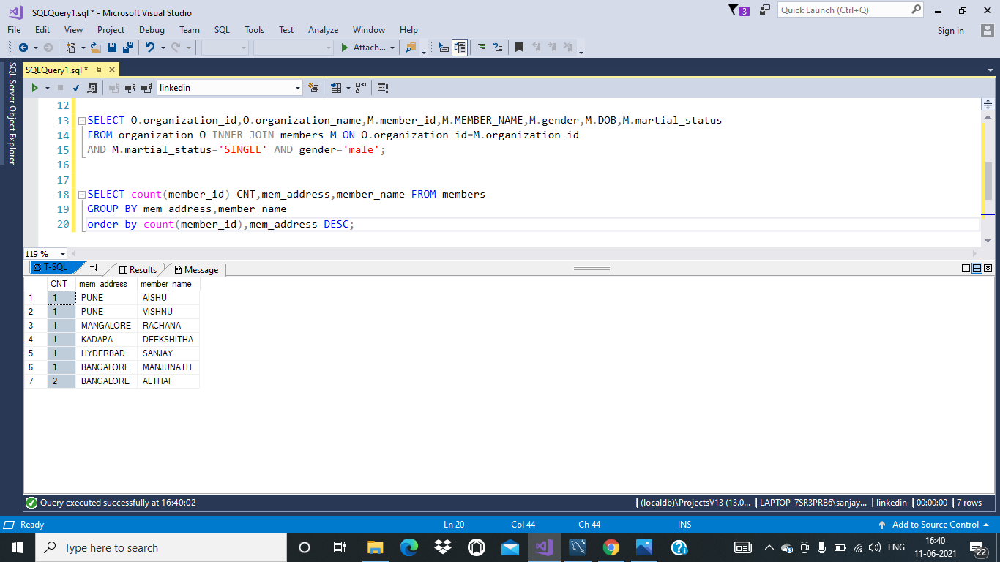 SQLQuery1.sql * - Microsoft Visual Studio
3
Quick Launch (Ctrl+Q)
File Edit View Project Debug Team SQL Tools Test Analyze Window Help
Sign in
Attach...
SQL Server Object Explorer
SQLQuery1.sql *
linkedin
12
13 SELECT O.organization_id,O.organization_name,M.member_id,M.MEMBER_NAME,M.gender,M.DOB,M.martial_status
14 FROM organization O INNER JOIN members M ON O.organization_id=M.organization_id
15 AND M.martial_status='SINGLE' AND gender='male';
16
17
18 SELECT count(member_id) CNT,mem_address,member_name FROM members
19 GROUP BY mem_address,member_name
20 order by count(member_id),mem_address DESC;
119 %
T-SQL Results Message
CNT mem_address member_name
1 1 PUNE AISHU
2 1 PUNE VISHNU
3 1 MANGALORE RACHANA
4 1 KADAPA DEEKSHITHA
5 1 HYDERBAD SANJAY
6 1 BANGALORE MANJUNATH
7 2 BANGALORE ALTHAF
Query executed successfully at 16:40:02
(localdb)\ProjectsV13 (13.0... LAPTOP-7SR3PRB6\sanjay... linkedin 00:00:00 7 rows
Ready Ln 20 Col 44 Ch 44 INS Add to Source Control
Type here to search
ENG
16:40
11-06-2021
22